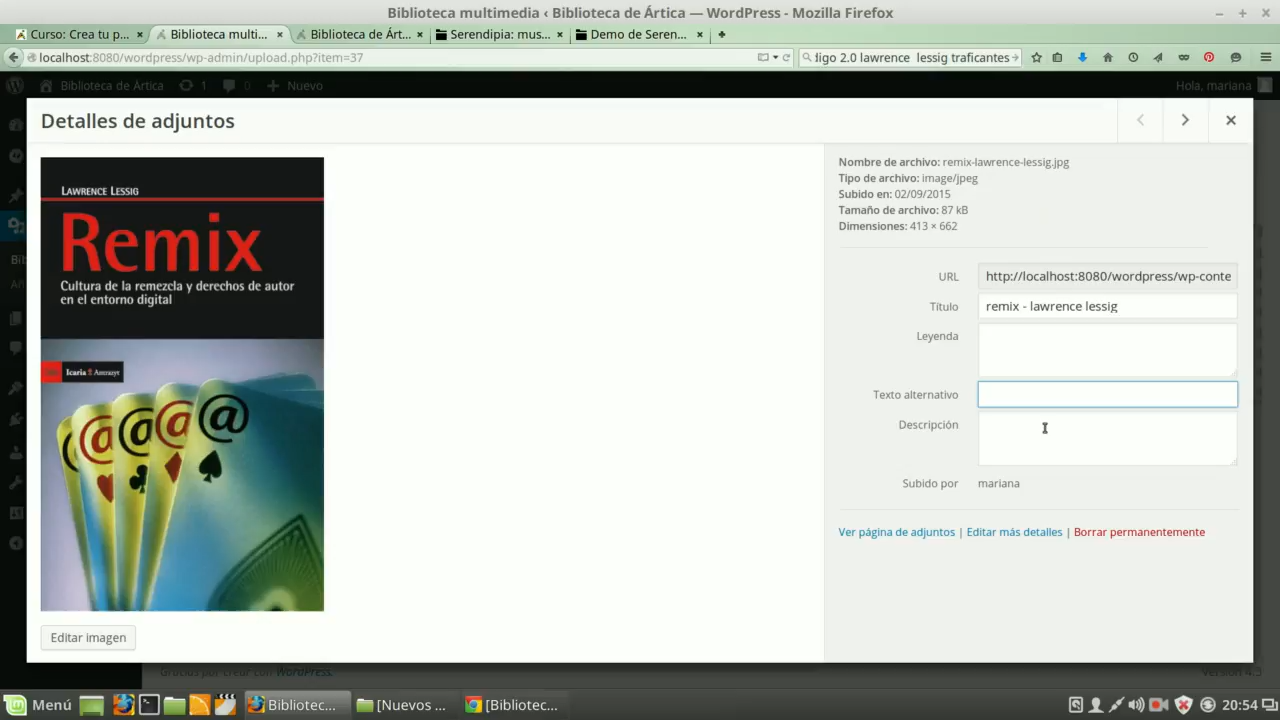 Biblioteca multimedia ‹ Biblioteca de Ártica — WordPress - Mozilla Firefox
Curso: Crea tu p... × Biblioteca multi... × Biblioteca de Árt... × Serendipia: mus... × Demo de Seren... ×
localhost:8080/wordpress/wp-admin/upload.php?item=37
ligo 2.0 lawrence lessig traficantes
Biblioteca de Ártica 1 0 + Nuevo Hola, mariana
Detalles de adjuntos
LAWRENCE LESSIG
Remix
Cultura de la remezcla y derechos de autor
en el entorno digital
Icaria Antrazyt
@ @ @ @
Nombre de archivo: remix-lawrence-lessig.jpg
Tipo de archivo: image/jpeg
Subido en: 02/09/2015
Tamaño de archivo: 87 kB
Dimensiones: 413 × 662
URL http://localhost:8080/wordpress/wp-conte
Título remix - lawrence lessig
Leyenda
Texto alternativo
Descripción
Subido por mariana
Ver página de adjuntos | Editar más detalles | Borrar permanentemente
Editar imagen
Gracias por crear con WordPress.
Menú Bibliotec... [Nuevos ... [Bibliotec... 20:54